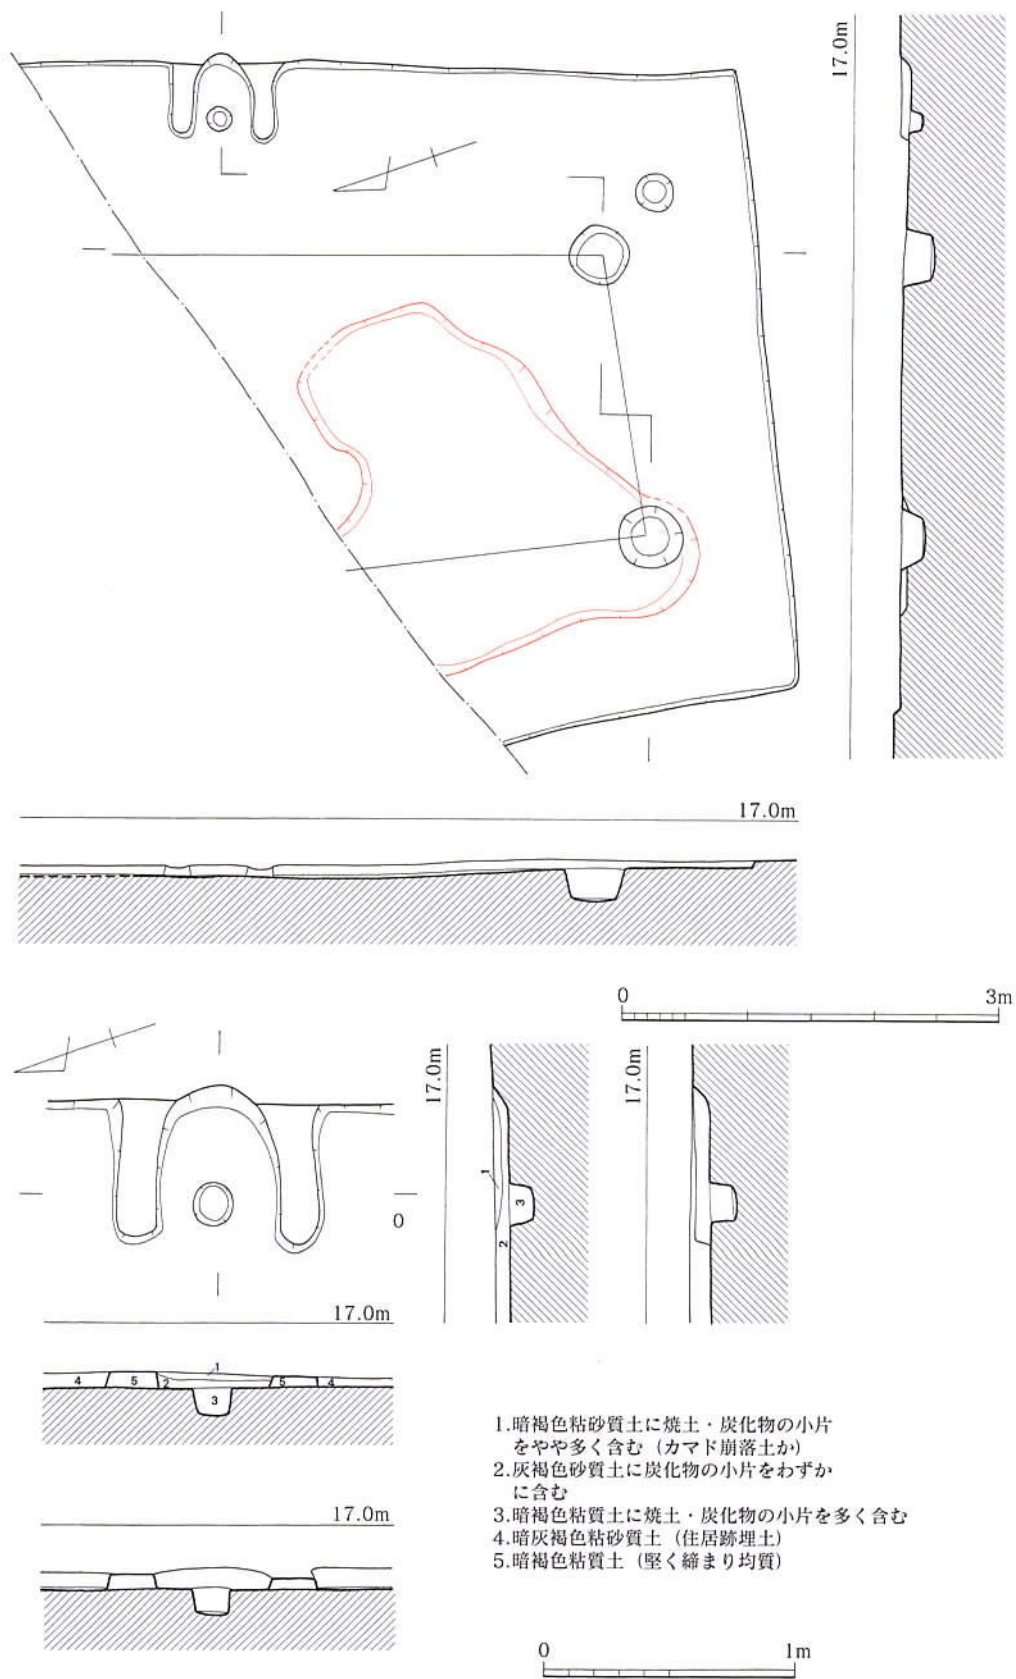 17.0m
17.0m
0 3m
17.0m
17.0m
1
3
2
0
17.0m
4 5 2 1 3 5 4
17.0m
1.暗褐色粘砂質土に焼土・炭化物の小片
をやや多く含む（カマド崩落土か）
2.灰褐色砂質土に炭化物の小片をわずか
に含む
3.暗褐色粘質土に焼土・炭化物の小片を多く含む
4.暗灰褐色粘砂質土（住居跡埋土）
5.暗褐色粘質土（堅く締まり均質）
0 1m